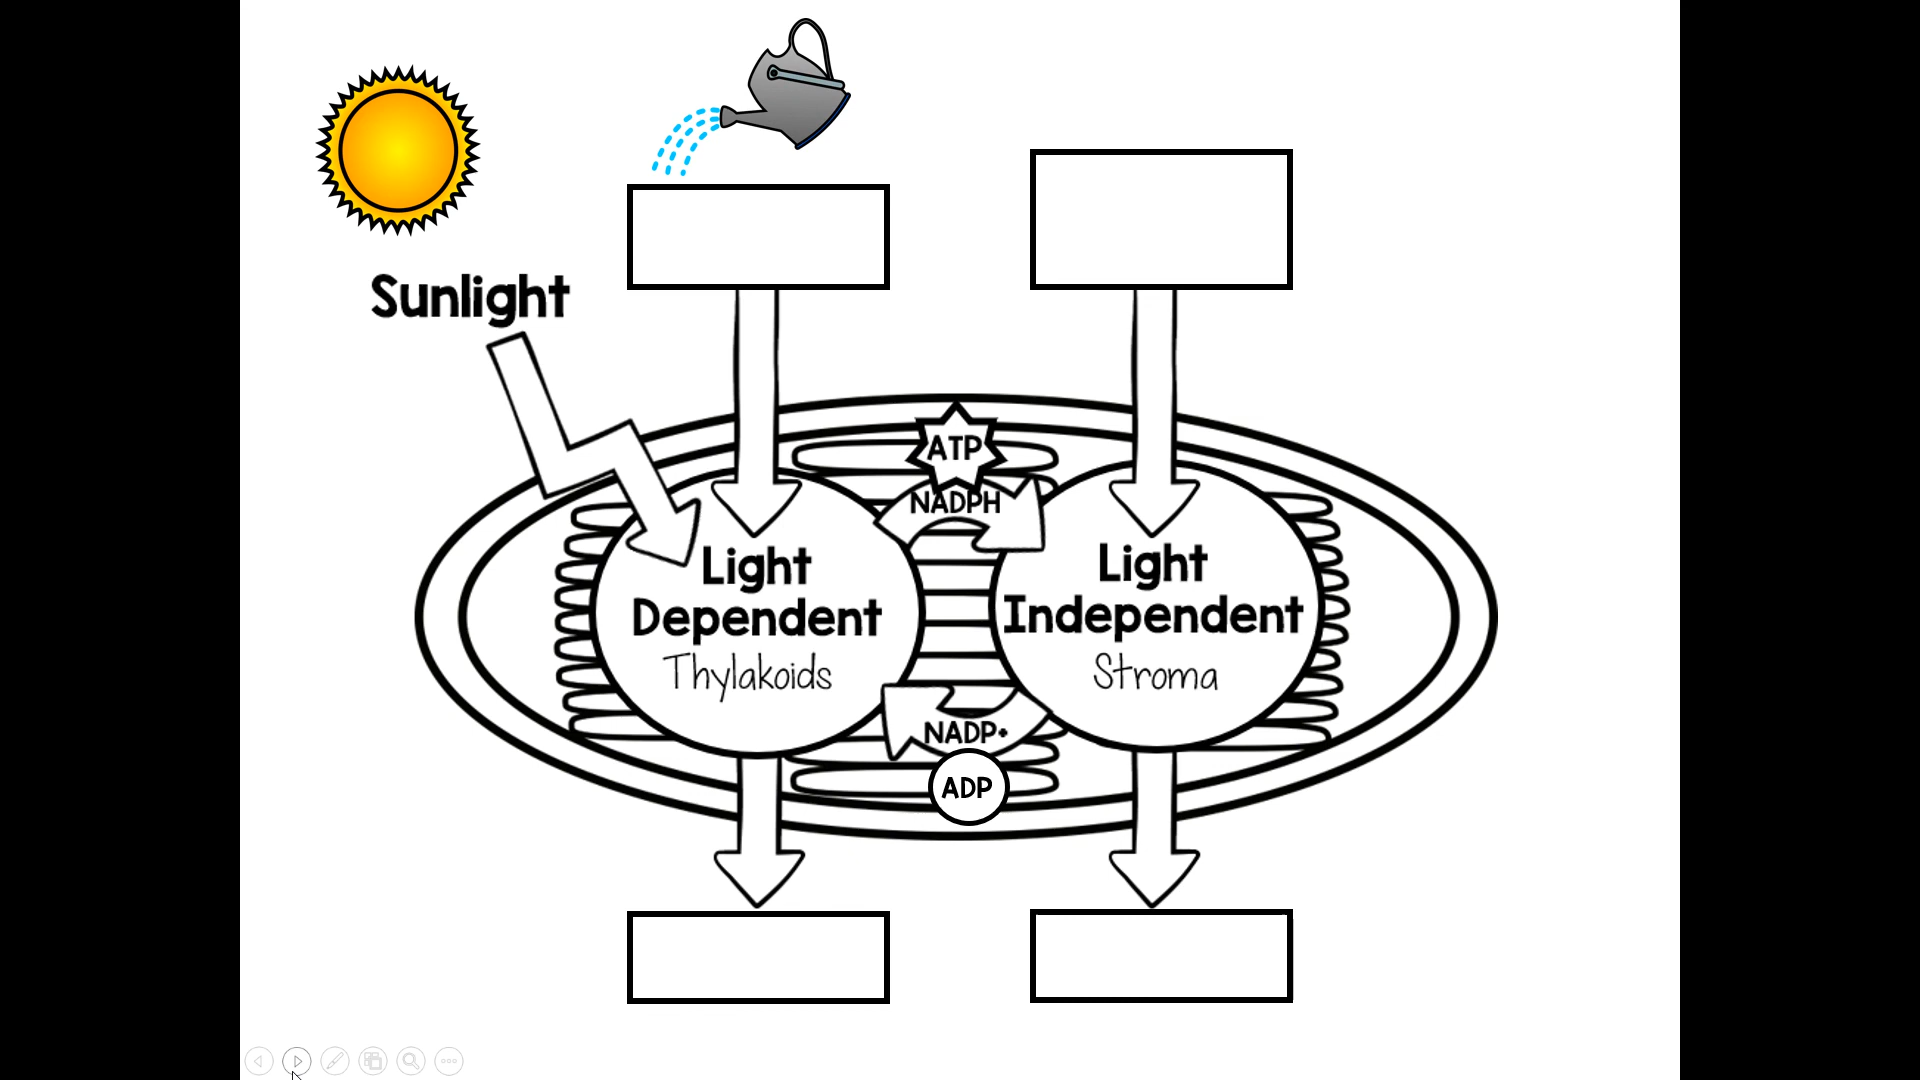 Sunlight
ATP
NADPH
Light
Dependent
Thylakoids
Light
Independent
Stroma
NADP+
ADP